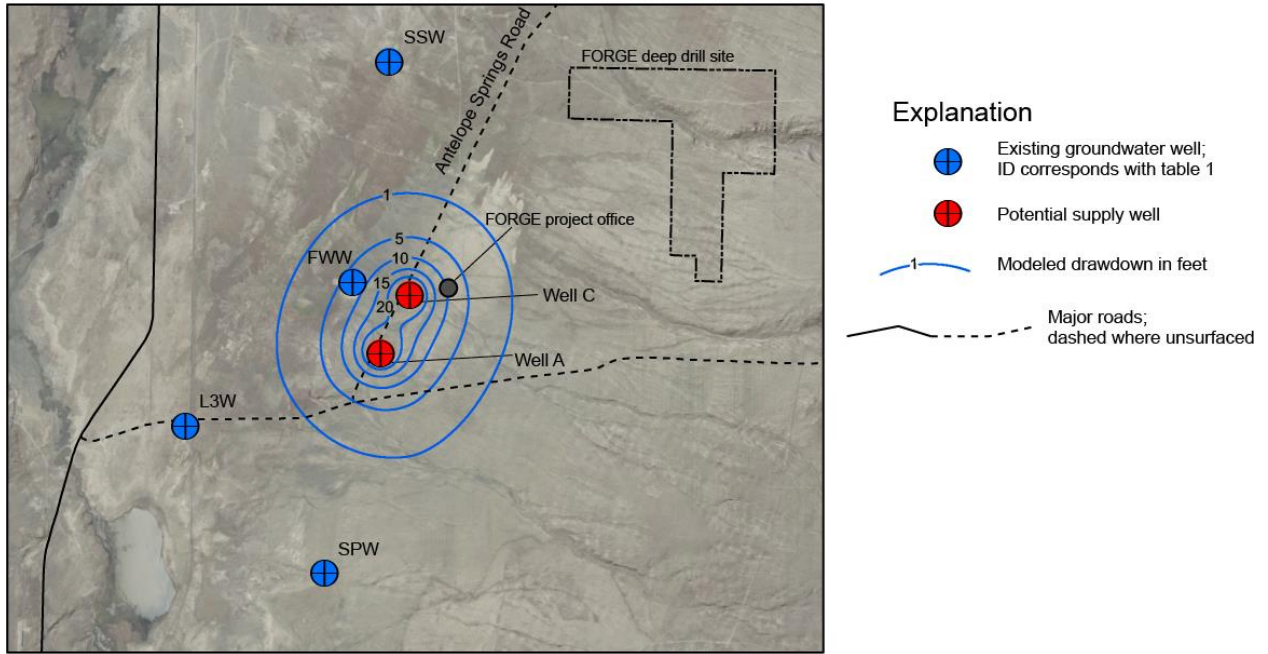 SSW
Antelope Springs Road
FORGE deep drill site
1
FORGE project office
5
10
FWW
15
20
Well C
Well A
L3W
SPW
Explanation
Existing groundwater well;
ID corresponds with table 1
Potential supply well
1
Modeled drawdown in feet
Major roads;
dashed where unsurfaced